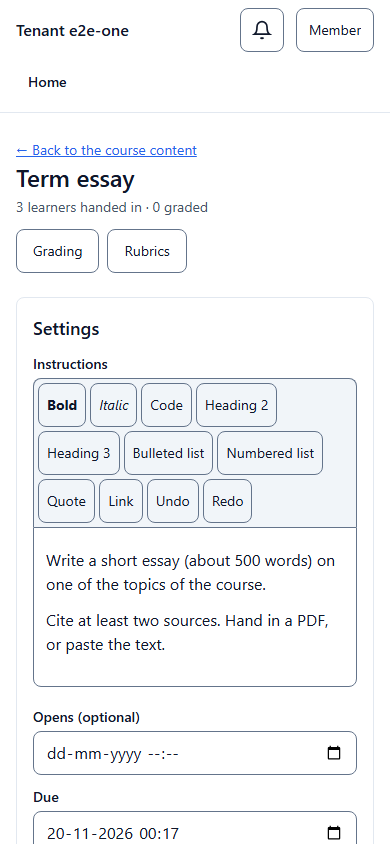 Tenant e2e-one
Member
Home
← Back to the course content
Term essay
3 learners handed in · 0 graded
Grading
Rubrics
Settings
Instructions
Bold
Italic
Code
Heading 2
Heading 3
Bulleted list
Numbered list
Quote
Link
Undo
Redo
Write a short essay (about 500 words) on
one of the topics of the course.
Cite at least two sources. Hand in a PDF,
or paste the text.
Opens (optional)
dd-mm-yyyy --:--
Due
20-11-2026 00:17